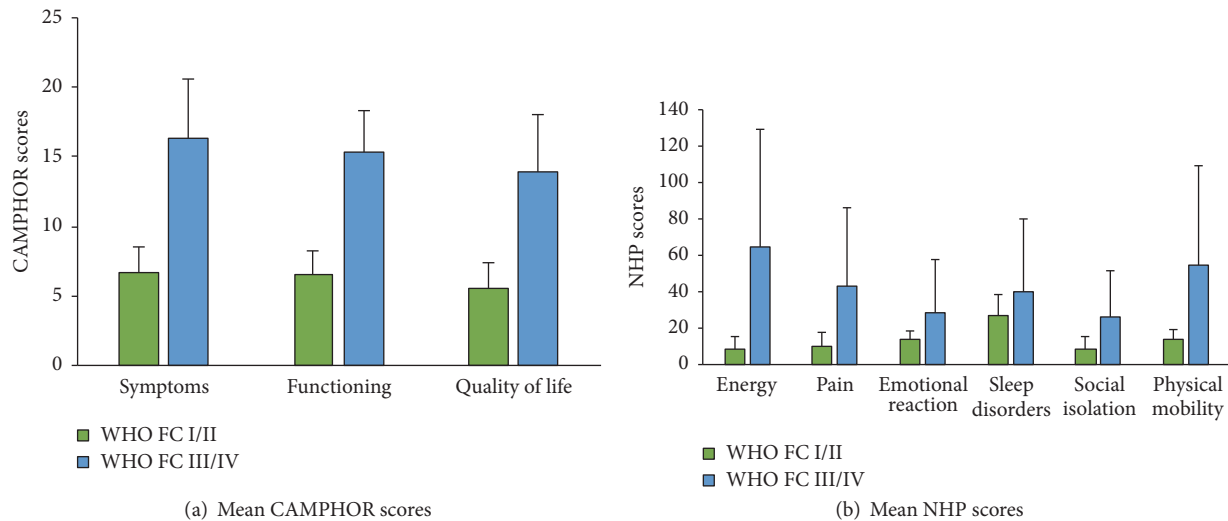 25
20
15
10
5
0
CAMPHOR scores
Symptoms
Functioning
Quality of life
WHO FC I/II
WHO FC III/IV
(a) Mean CAMPHOR scores
140
120
100
80
60
40
20
0
NHP scores
Energy
Pain
Emotional
reaction
Sleep
disorders
Social
isolation
Physical
mobility
WHO FC I/II
WHO FC III/IV
(b) Mean NHP scores